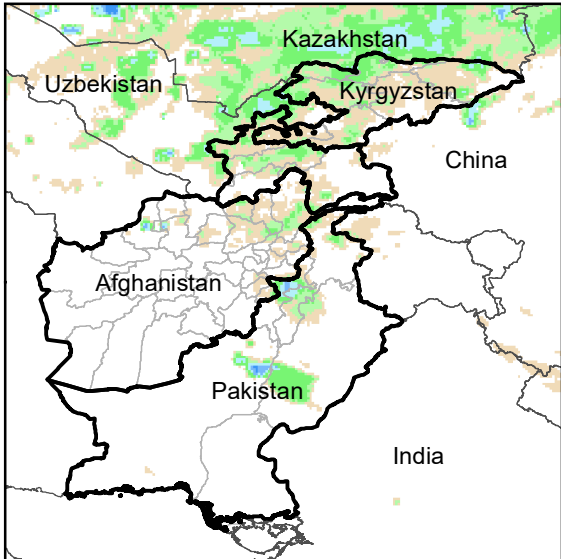 Kazakhstan
Uzbekistan
Kyrgyzstan
China
Afghanistan
Pakistan
India